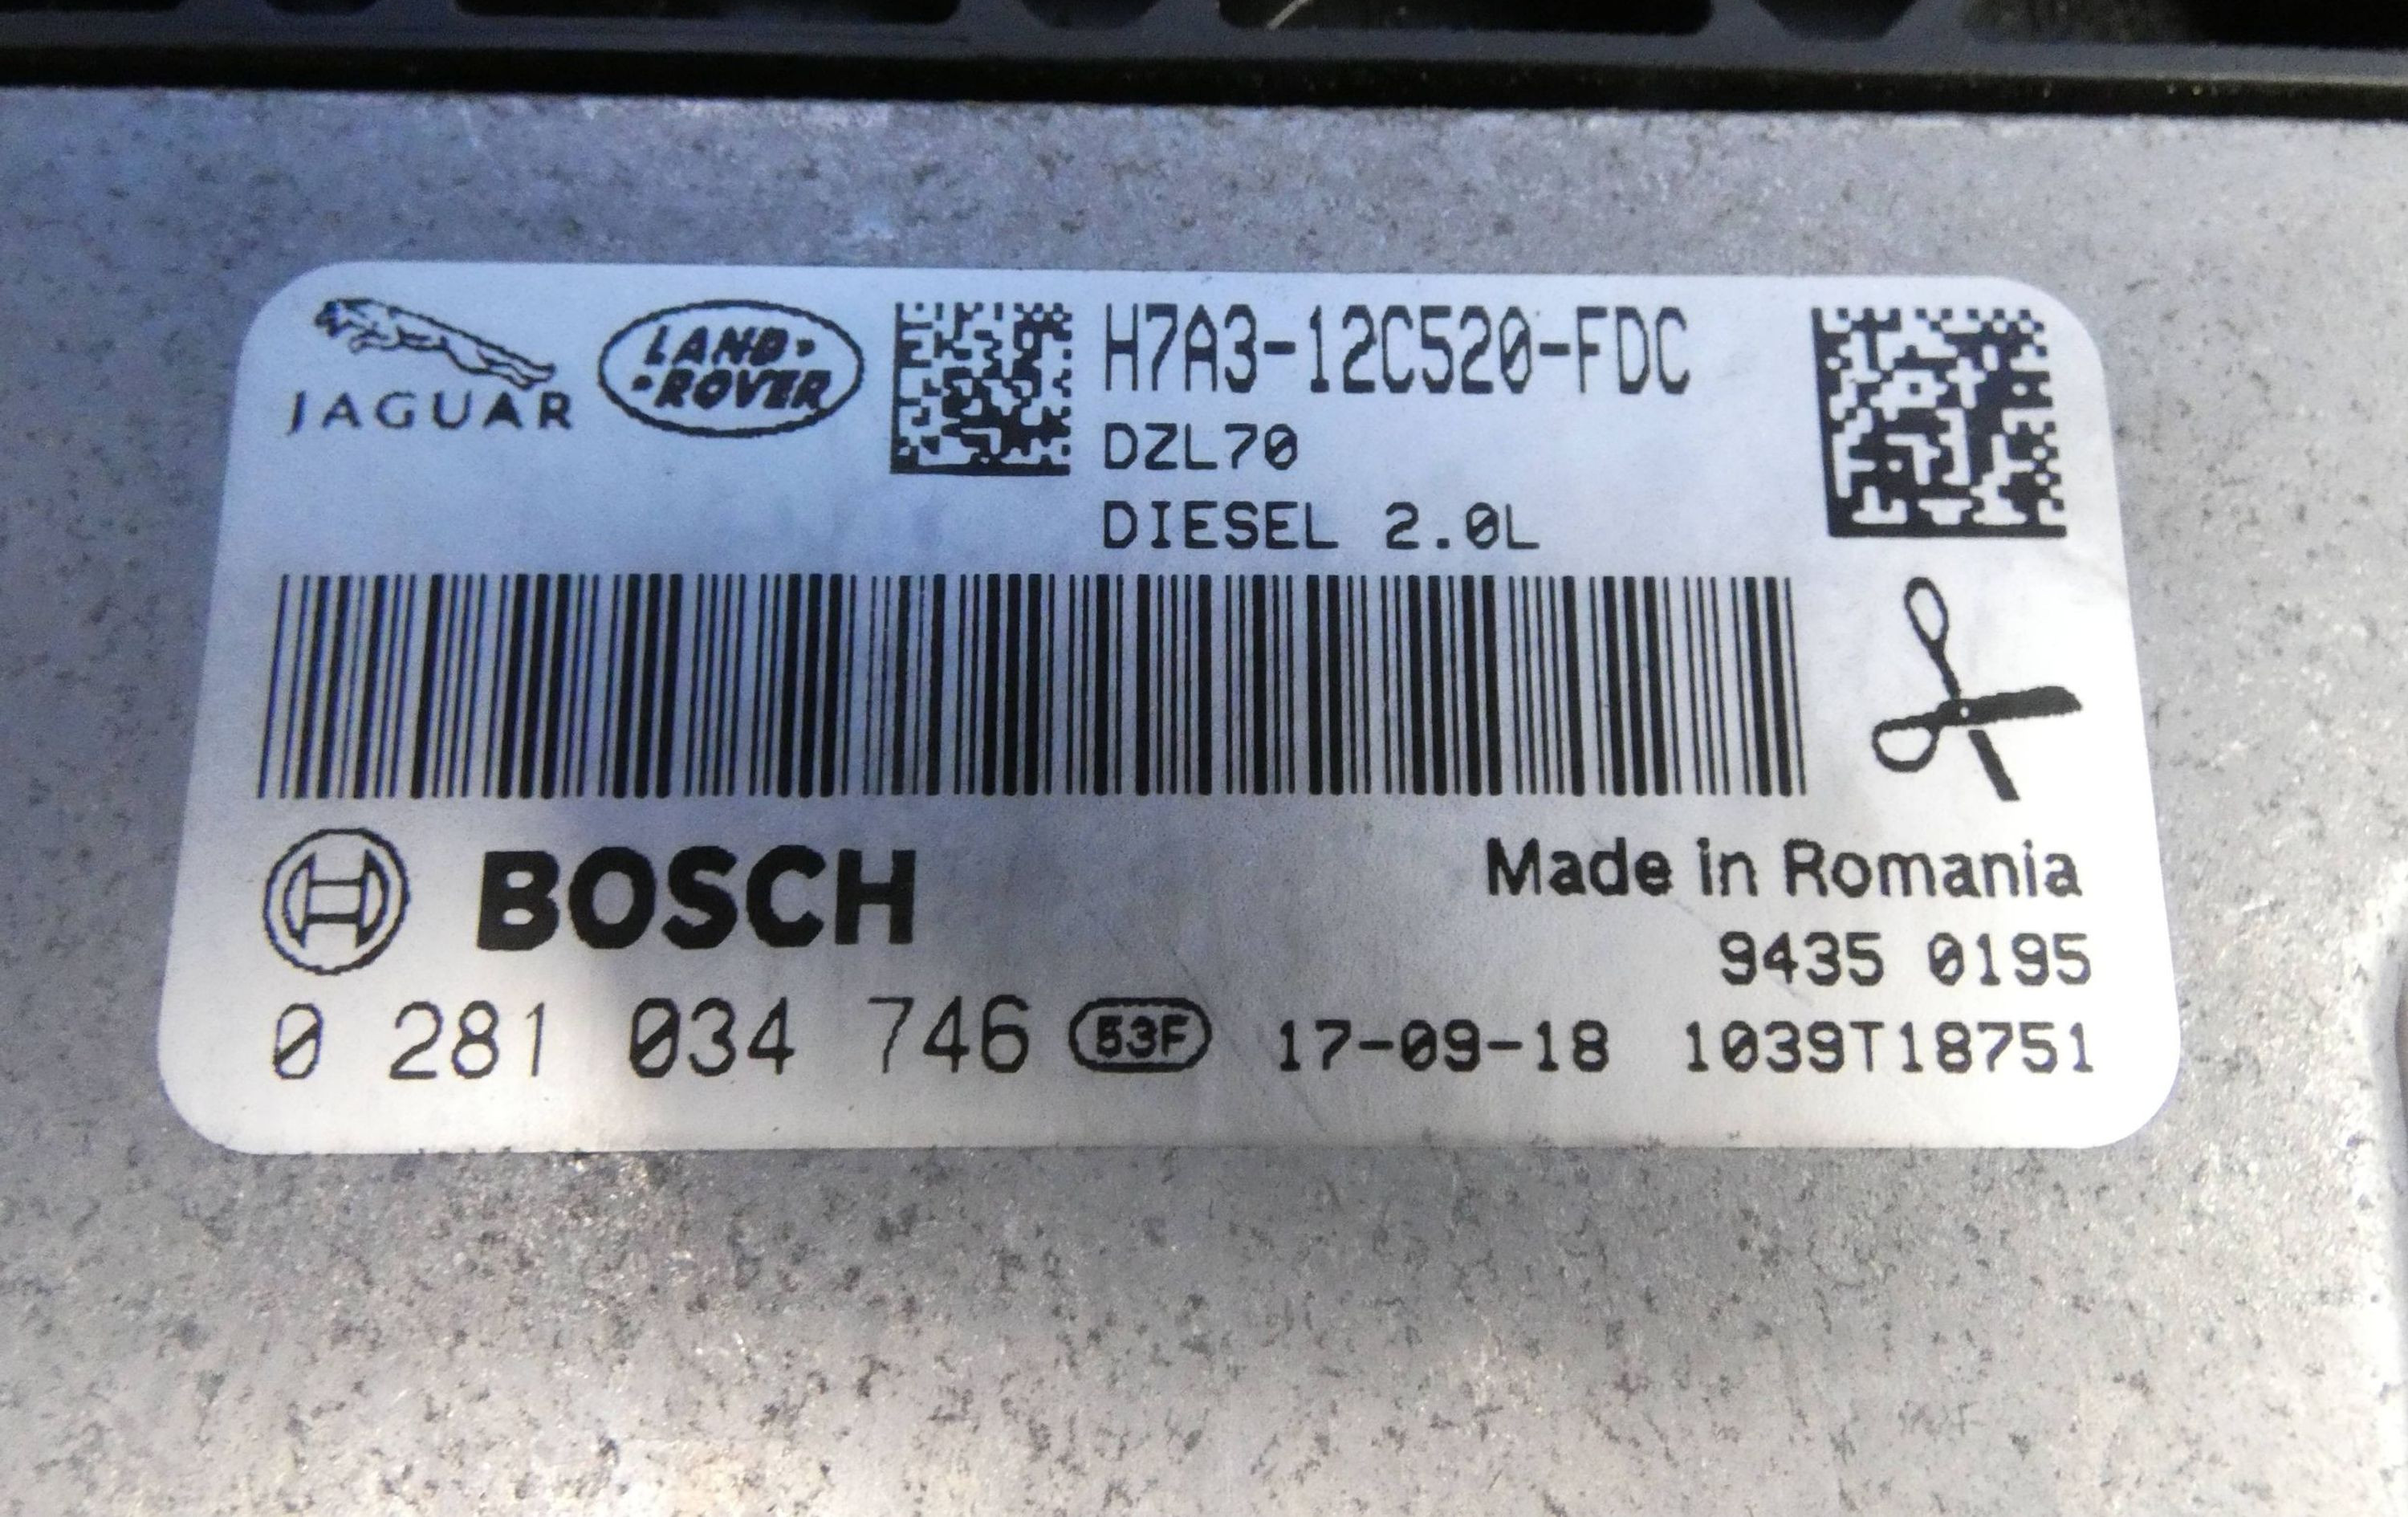 JAGUAR
LAND-
-ROVER
H7A3-12C520-FDC
DZL70
DIESEL 2.0L
BOSCH
Made in Romania
9435 0195
0 281 034 746 53F 17-09-18 1039T18751